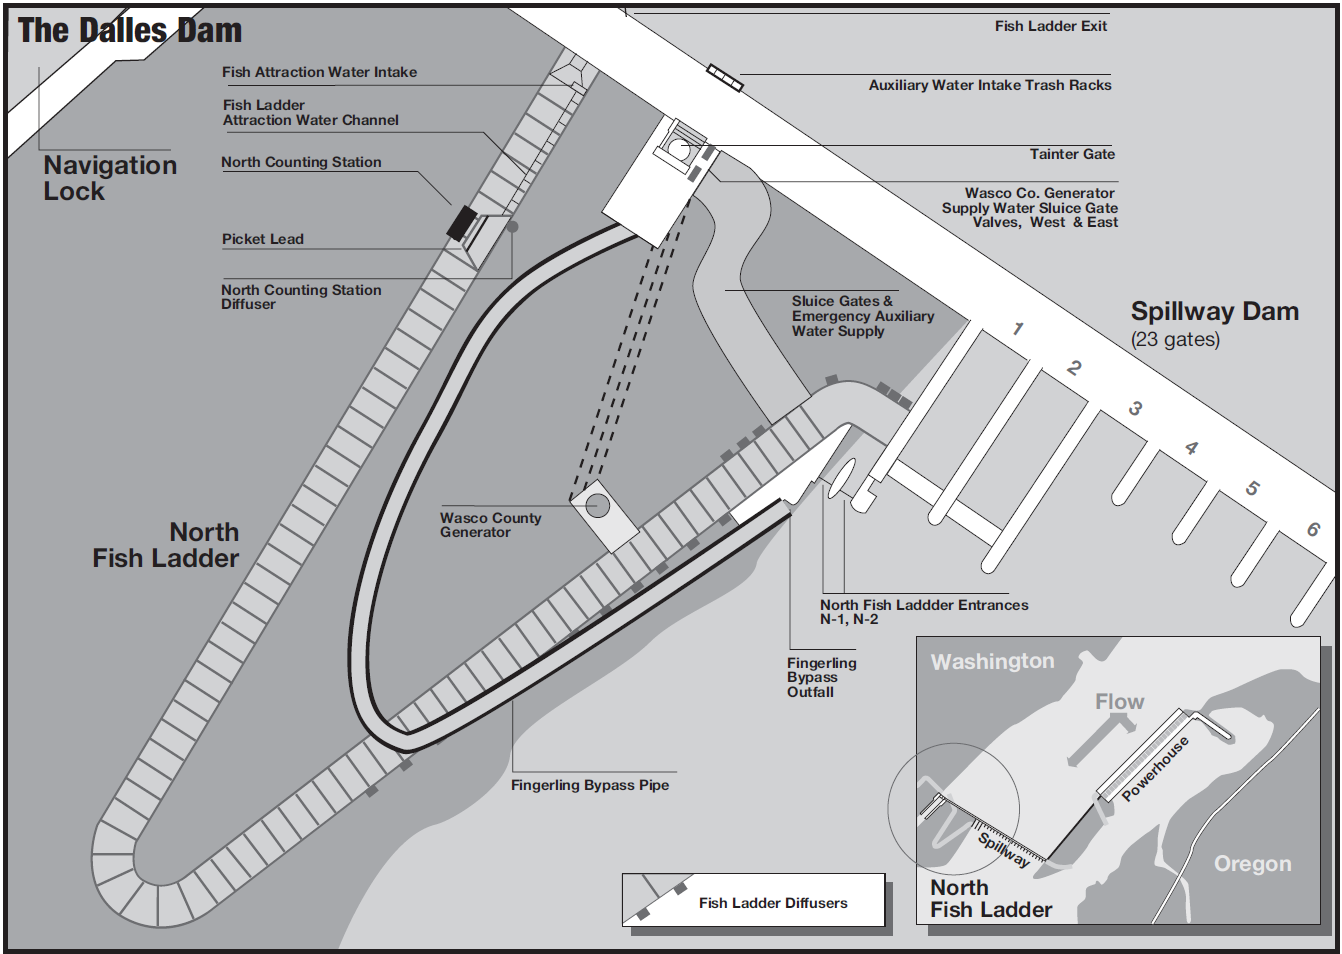 The Dalles Dam
Fish Ladder Exit
Fish Attraction Water Intake
Auxiliary Water Intake Trash Racks
Fish Ladder
Attraction Water Channel
Tainter Gate
North Counting Station
Navigation
Lock
Wasco Co. Generator
Supply Water Sluice Gate
Valves, West & East
Picket Lead
North Counting Station
Diffuser
Sluice Gates &
Emergency Auxiliary
Water Supply
Spillway Dam
(23 gates)
1
2
3
4
5
6
Wasco County
Generator
North
Fish Ladder
North Fish Laddder Entrances
N-1, N-2
Fingerling
Bypass
Outfall
Fingerling Bypass Pipe
Washington
Flow
Powerhouse
Spillway
Oregon
North
Fish Ladder
Fish Ladder Diffusers